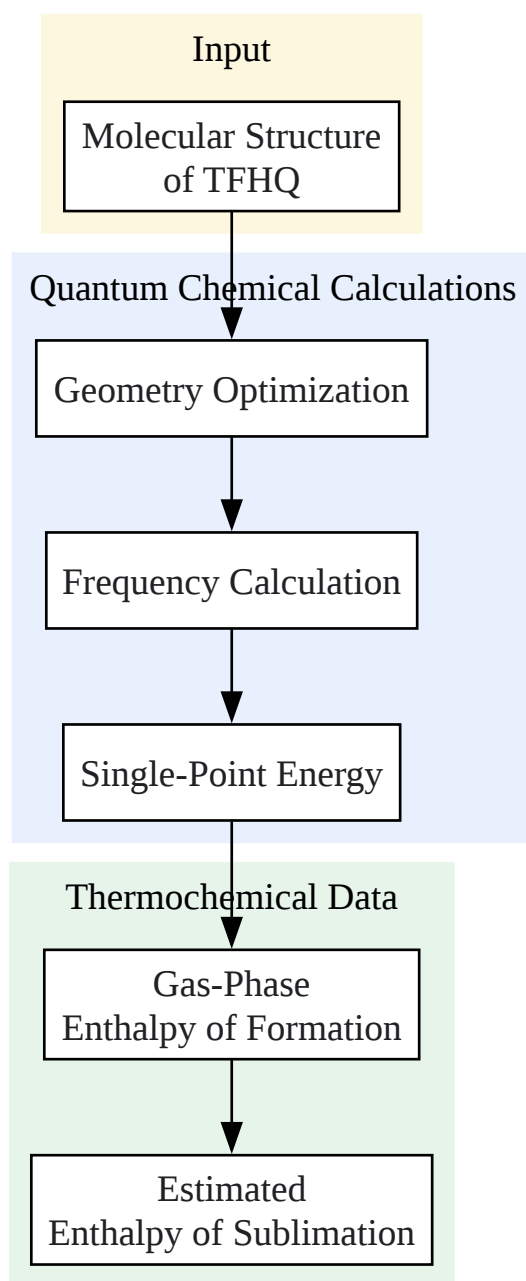 Input
Molecular Structure
of TFHQ
Quantum Chemical Calculations
Geometry Optimization
Frequency Calculation
Single-Point Energy
Thermochemical Data
Gas-Phase
Enthalpy of Formation
Estimated
Enthalpy of Sublimation